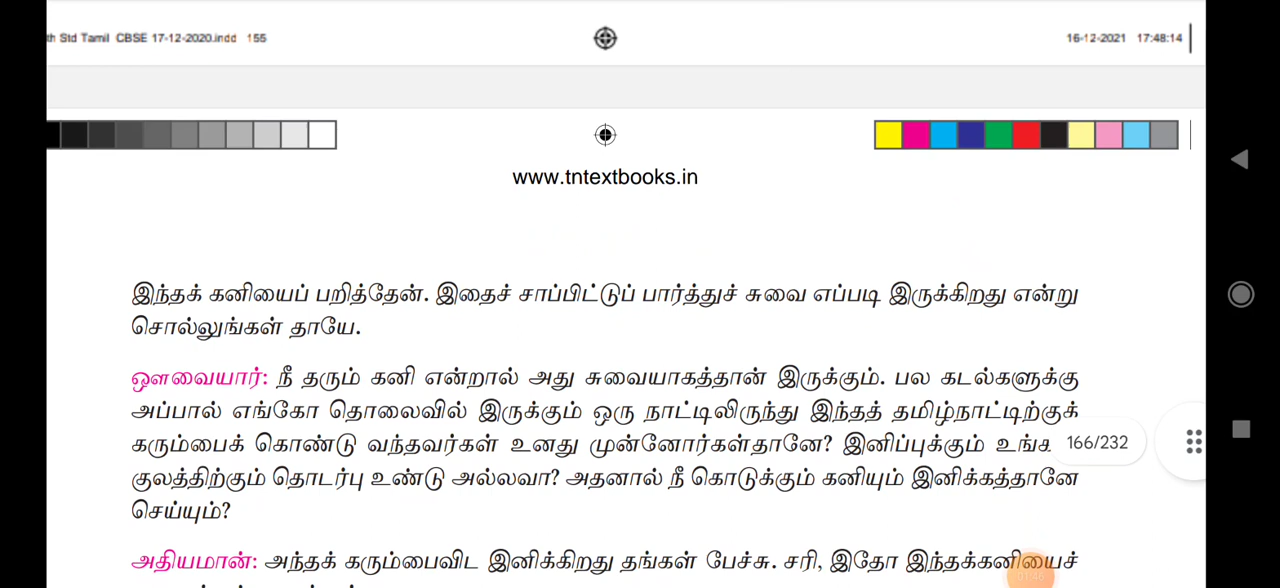 th Std Tamil CBSE 17-12-2020.indd 155
16-12-2021 17:48:14
www.tntextbooks.in
இந்தக் கனியைப் பறித்தேன். இதைச் சாப்பிட்டுப் பார்த்துச் சுவை எப்படி இருக்கிறது என்று
சொல்லுங்கள் தாயே.
ஔவையார்: நீ தரும் கனி என்றால் அது சுவையாகத்தான் இருக்கும். பல கடல்களுக்கு
அப்பால் எங்கோ தொலைவில் இருக்கும் ஒரு நாட்டிலிருந்து இந்தத் தமிழ்நாட்டிற்குக்
கரும்பைக் கொண்டு வந்தவர்கள் உனது முன்னோர்கள்தானே? இனிப்புக்கும் உங்க
166/232
குலத்திற்கும் தொடர்பு உண்டு அல்லவா? அதனால் நீ கொடுக்கும் கனியும் இனிக்கத்தானே
செய்யும்?
அதியமான்: அந்தக் கரும்பைவிட இனிக்கிறது தங்கள் பேச்சு. சரி, இதோ இந்தக்கனியைச்
01:46